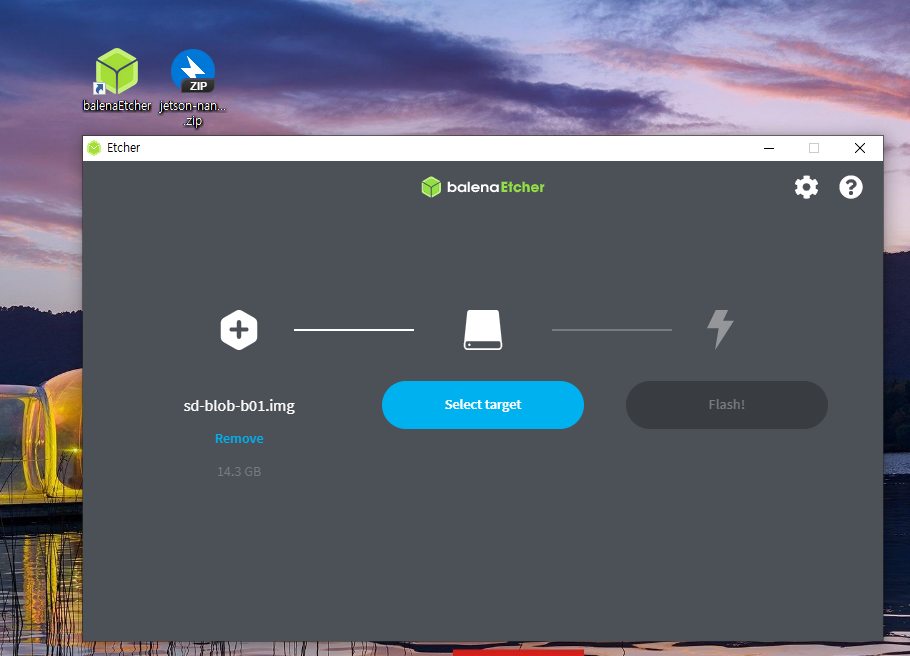 ZIP
balenaEtcher
jetson-nan...
.zip
Etcher
balenaEtcher
sd-blob-b01.img
Select target
Flash!
Remove
14.3 GB